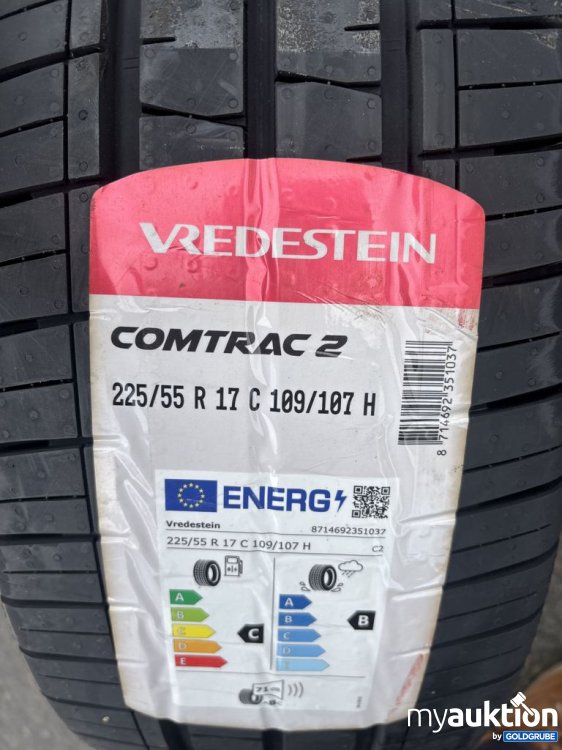 VREDESTEIN
COMTRAC 2
225/55 R 17 C 109/107 H
8 714692 351037
ENERG
Vredestein
8714692351037
225/55 R 17 C 109/107 H
C2
A
B
C
D
E
C
A
B
C
D
E
B
71
myauktion
by GOLDGRUBE